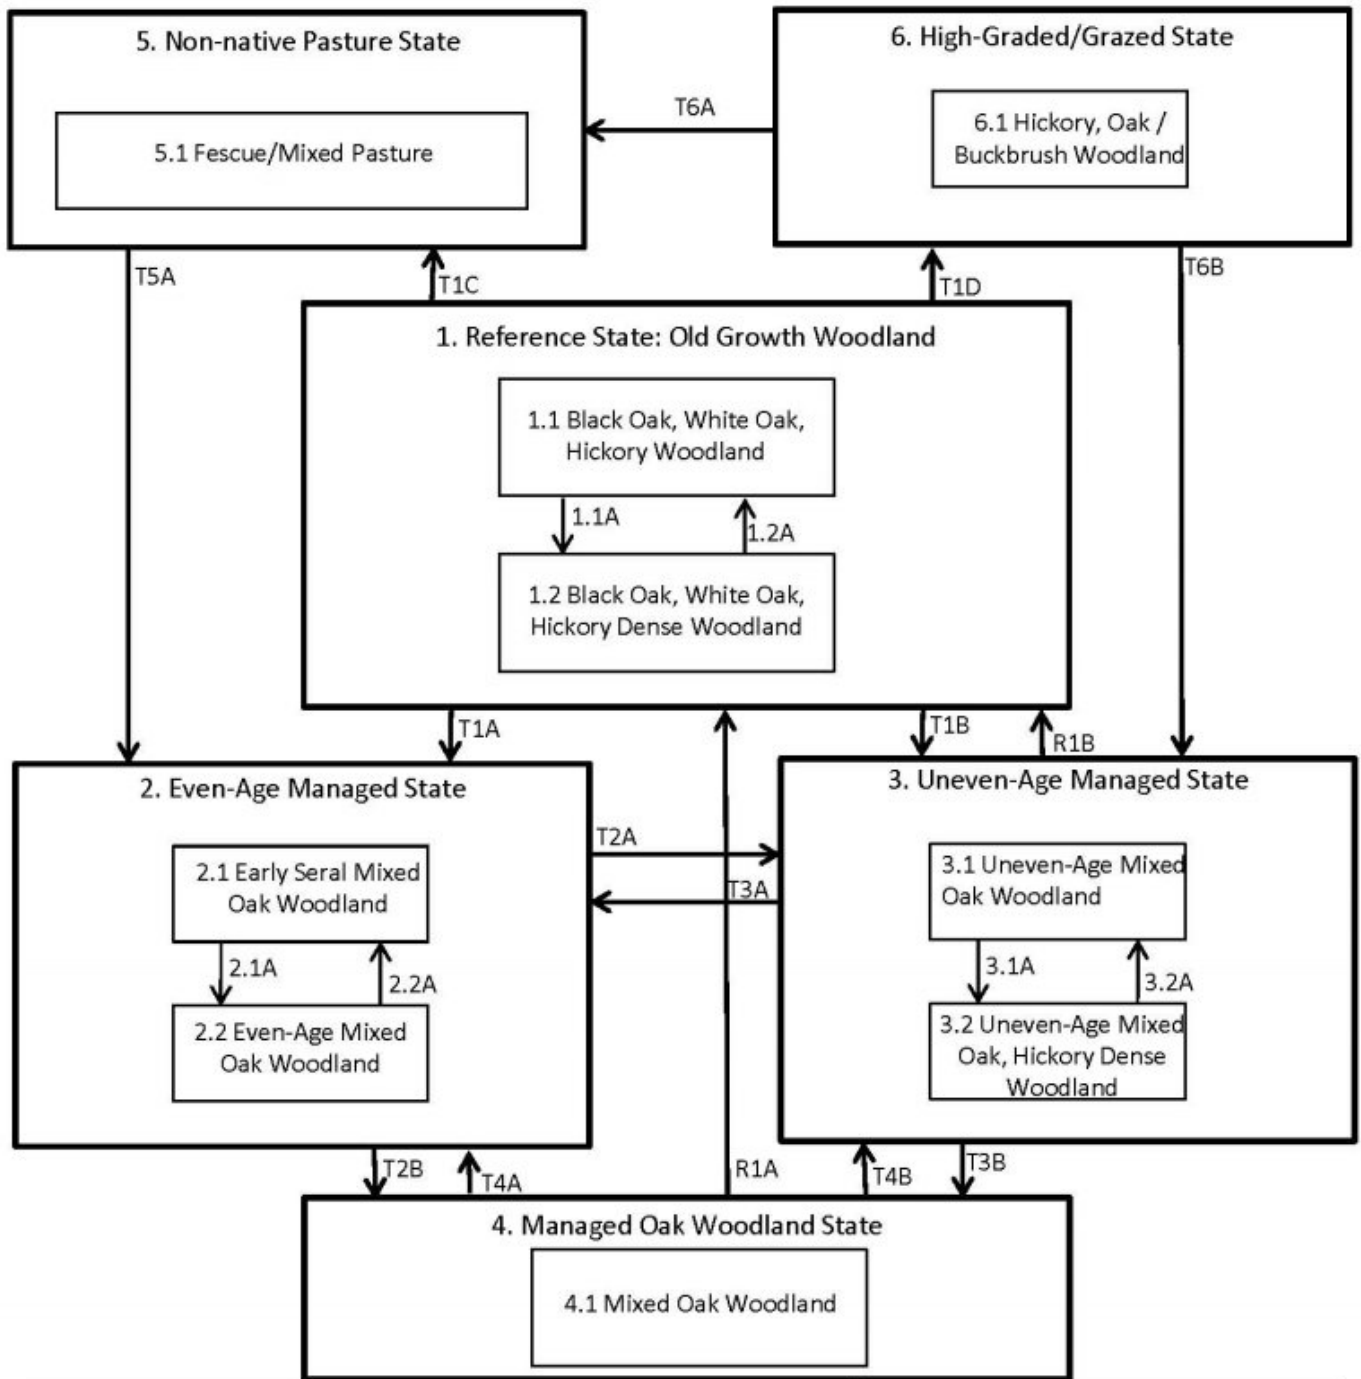 5. Non-native Pasture State
5.1 Fescue/Mixed Pasture
6. High-Graded/Grazed State
6.1 Hickory, Oak /
Buckbrush Woodland
T6A
T5A
T1C
T1D
T6B
1. Reference State: Old Growth Woodland
1.1 Black Oak, White Oak,
Hickory Woodland
1.1A
1.2A
1.2 Black Oak, White Oak,
Hickory Dense Woodland
T1A
T1B
R1B
2. Even-Age Managed State
2.1 Early Seral Mixed
Oak Woodland
2.1A
2.2A
2.2 Even-Age Mixed
Oak Woodland
T2A
T3A
3. Uneven-Age Managed State
3.1 Uneven-Age Mixed
Oak Woodland
3.1A
3.2A
3.2 Uneven-Age Mixed
Oak, Hickory Dense
Woodland
T2B
T4A
R1A
T4B
T3B
4. Managed Oak Woodland State
4.1 Mixed Oak Woodland